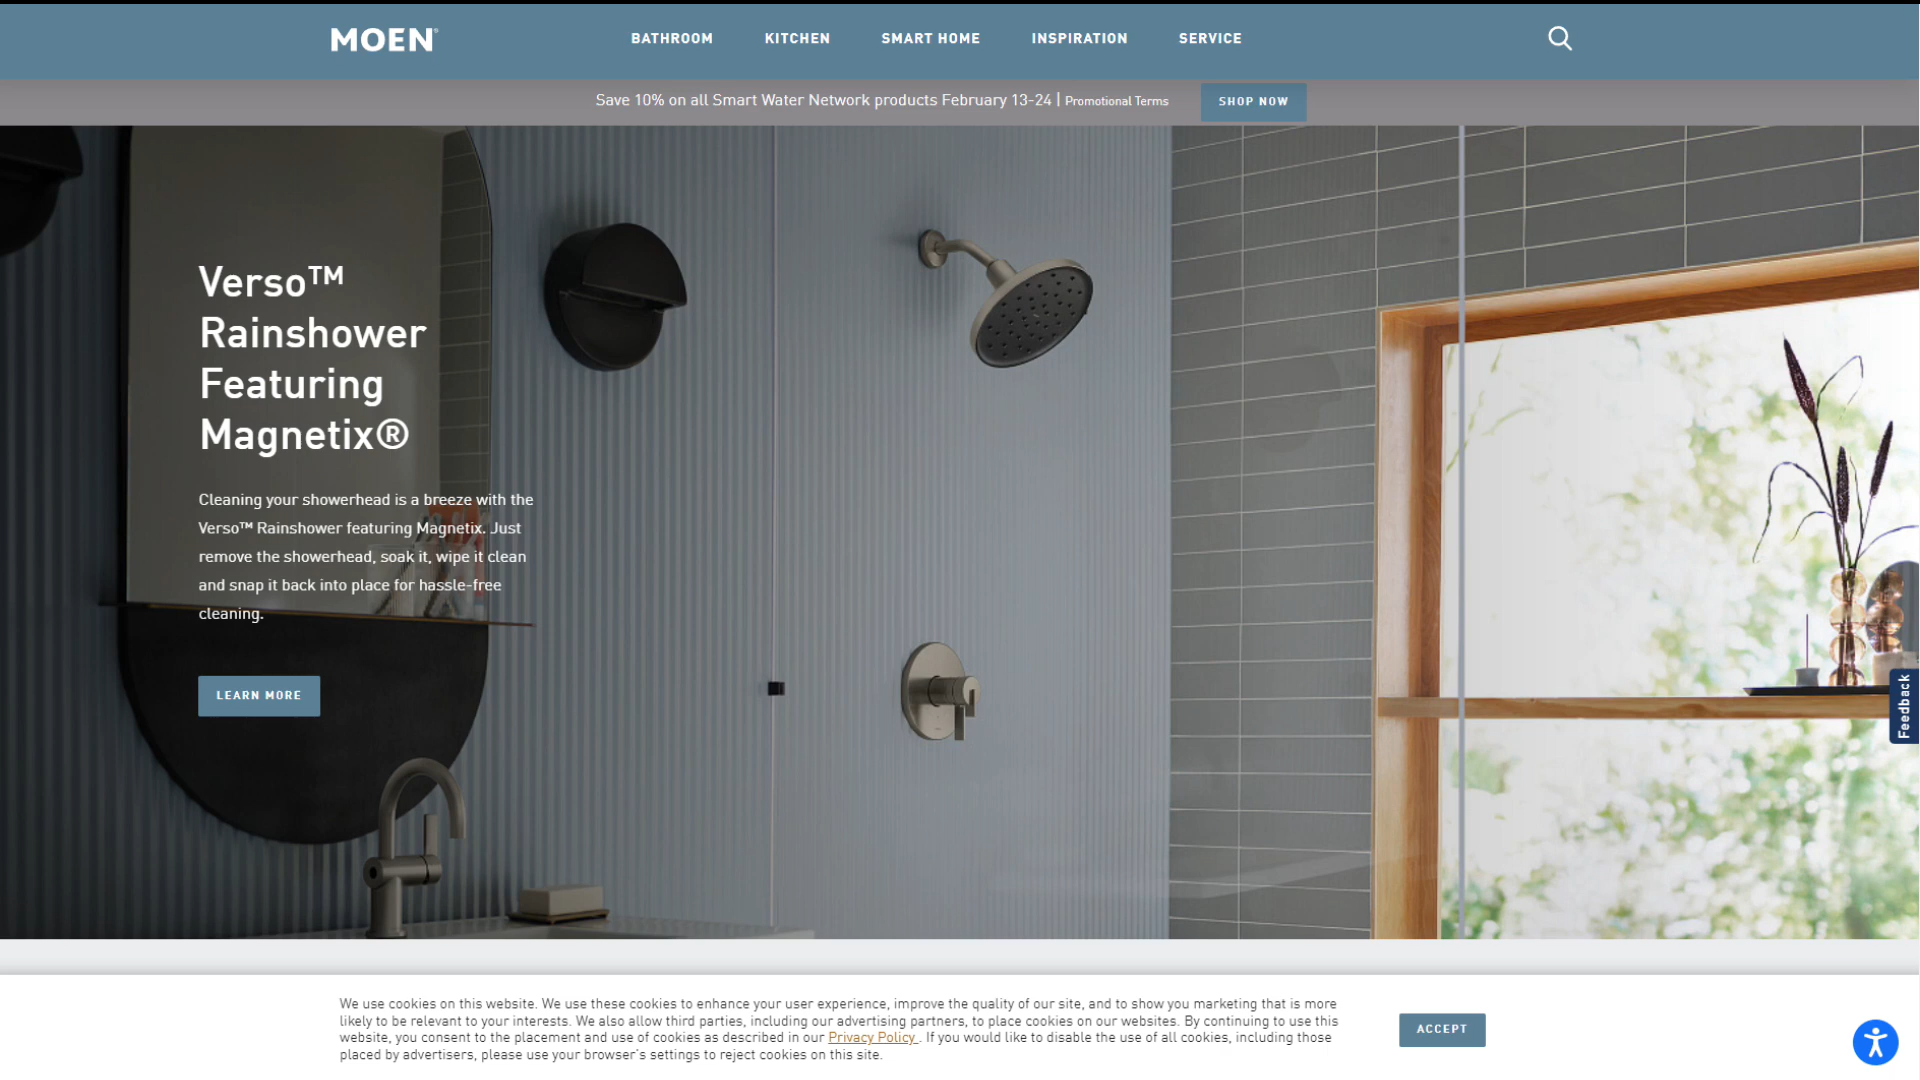 MOEN®
BATHROOM KITCHEN SMART HOME INSPIRATION SERVICE
Save 10% on all Smart Water Network products February 13-24 | Promotional Terms SHOP NOW
Verso™
Rainshower
Featuring
Magnetix®
Cleaning your showerhead is a breeze with the
Verso™ Rainshower featuring Magnetix. Just
remove the showerhead, soak it, wipe it clean
and snap it back into place for hassle-free
cleaning.
LEARN MORE
Feedback
We use cookies on this website. We use these cookies to enhance your user experience, improve the quality of our site, and to show you marketing that is more
likely to be relevant to your interests. We also allow third parties, including our advertising partners, to place cookies on our websites. By continuing to use this
website, you consent to the placement and use of cookies as described in our Privacy Policy . If you would like to disable the use of all cookies, including those
placed by advertisers, please use your browser's settings to reject cookies on this site.
ACCEPT